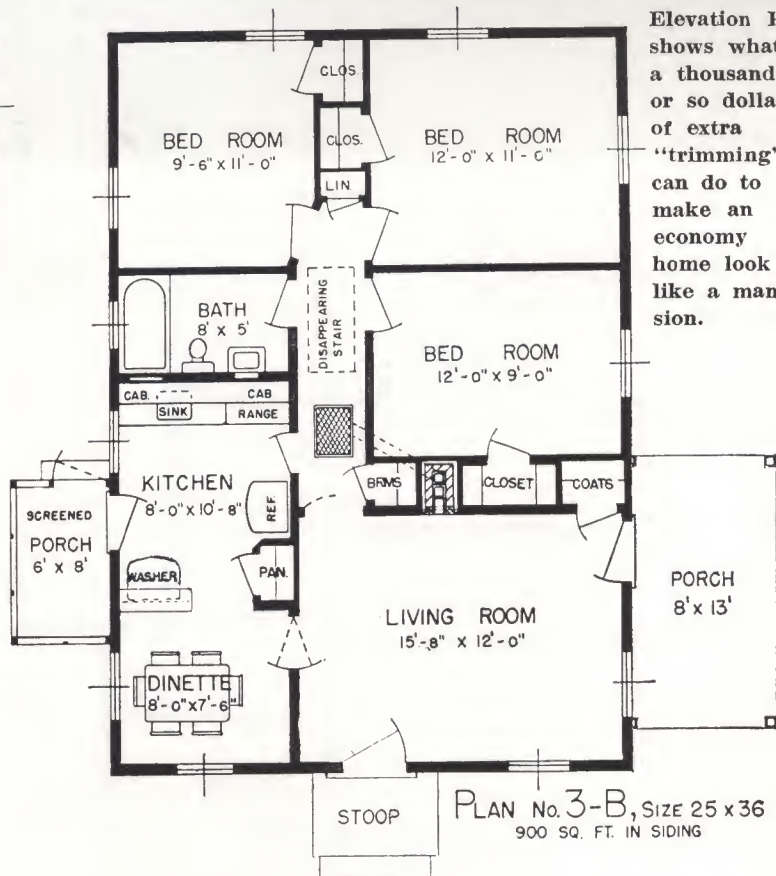 Elevation
shows what
a thousand
or so
of extra
"trimming"
can do to
make an
economy
home look
like a man-
sion.
CLOS.
BED ROOM
9'-6" x 11'-0"
CLOS.
BED ROOM
12'-0" x 11'-0"
LIN.
BATH
8' x 5'
DISAPPEARING
STAIR
BED ROOM
12'-0" x 9'-0"
CAB.
CAB
SINK
RANGE
KITCHEN
8'-0" x 10'-8"
REF.
BRMS
CLOSET
COATS
SCREENED
PORCH
6' x 8'
WASHER
PAN.
LIVING ROOM
15'-8" x 12'-0"
PORCH
8' x 13'
DINETTE
8'-0" x 7'-6"
STOOP
PLAN No. 3-B, SIZE 25 x 36
900 SQ. FT. IN SIDING